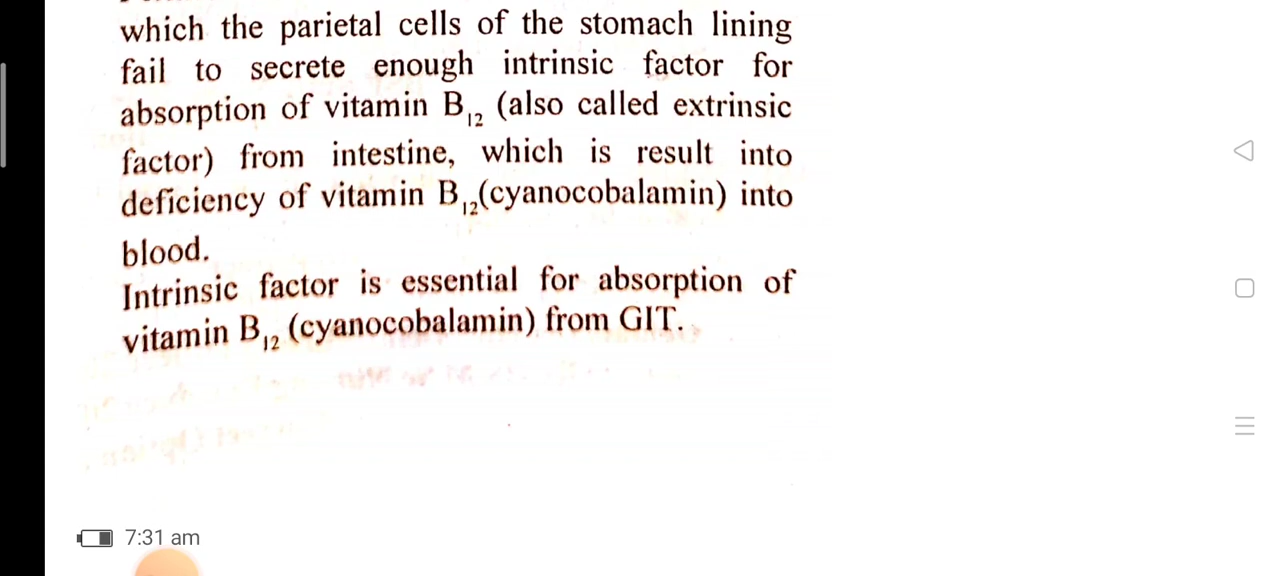 which the parietal cells of the stomach lining
fail to secrete enough intrinsic factor for
absorption of vitamin B₁₂ (also called extrinsic
factor) from intestine, which is result into
deficiency of vitamin B₁₂(cyanocobalamin) into
blood.
Intrinsic factor is essential for absorption of
vitamin B₁₂ (cyanocobalamin) from GIT.
7:31 am